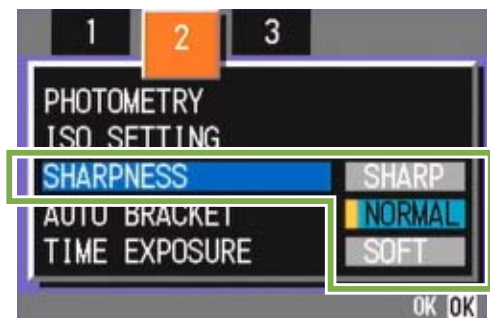 1 2 3
PHOTOMETRY
ISO SETTING
SHARPNESS SHARP
AUTO BRACKET NORMAL
TIME EXPOSURE SOFT
OK OK